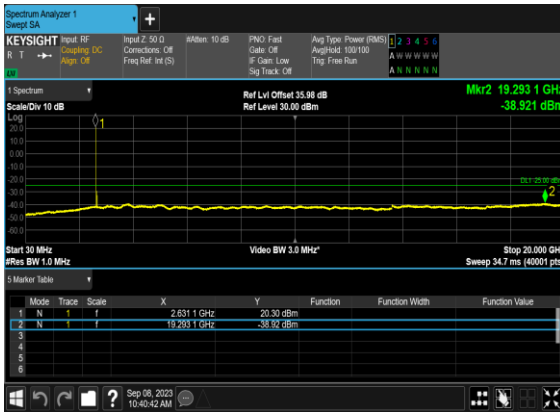 Spectrum Analyzer 1
Swept SA
+
KEYSIGHT Input: RF Input Z: 50 Ω #Atten: 10 dB PNO: Fast Avg Type: Power (RMS) 1 2 3 4 5 6
R T Coupling: DC Corrections: Off Gate: Off Avg|Hold: 100/100 A W W W W W
Align: Off Freq Ref: Int (S) IF Gain: Low Trig: Free Run
LXI Sig Track: Off A N N N N N
1 Spectrum Ref Lvl Offset 35.98 dB Mkr2 19.293 1 GHz
Scale/Div 10 dB Ref Level 30.00 dBm -38.921 dBm
Log
1
20.0
10.0
0.00
-10.0
-20.0
DL1 -25.00 dBm
-30.0
2
-40.0
-50.0
-60.0
Start 30 MHz Video BW 3.0 MHz* Stop 20.000 GHz
#Res BW 1.0 MHz Sweep 34.7 ms (40001 pts)
5 Marker Table
Mode Trace Scale X Y Function Function Width Function Value
1 N 1 f 2.631 1 GHz 20.30 dBm
2 N 1 f 19.293 1 GHz -38.92 dBm
3
4
5
6
? Sep 08, 2023
10:40:42 AM